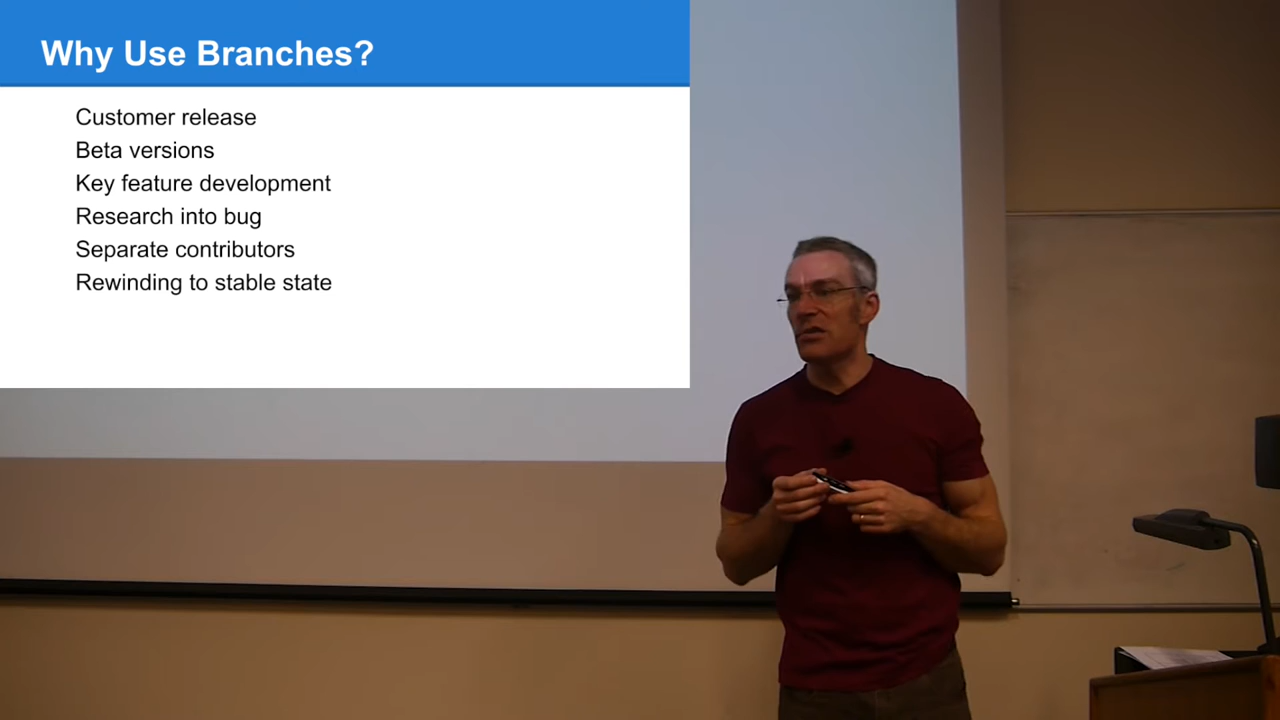 Why Use Branches?
Customer release
Beta versions
Key feature development
Research into bug
Separate contributors
Rewinding to stable state